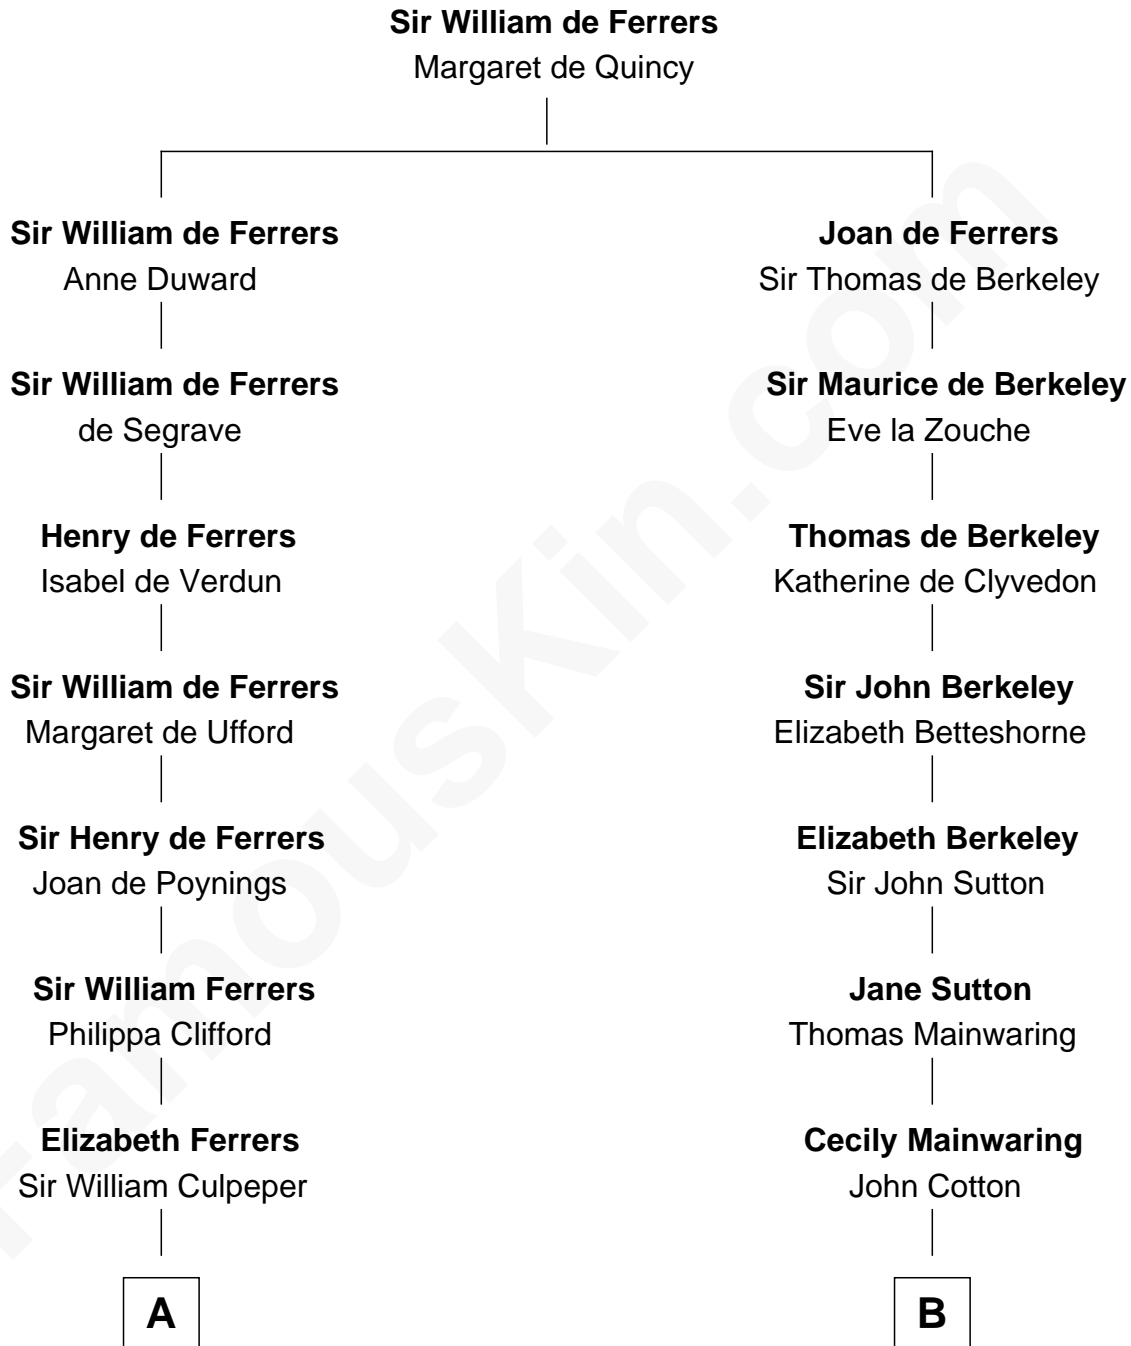 Sir William de Ferrers
Margaret de Quincy
Sir William de Ferrers
Anne Duward
Sir William de Ferrers
de Segrave
Henry de Ferrers
Isabel de Verdun
Sir William de Ferrers
Margaret de Ufford
Sir Henry de Ferrers
Joan de Poynings
Sir William Ferrers
Philippa Clifford
Elizabeth Ferrers
Sir William Culpeper
A
Joan de Ferrers
Sir Thomas de Berkeley
Sir Maurice de Berkeley
Eve la Zouche
Thomas de Berkeley
Katherine de Clyvedon
Sir John Berkeley
Elizabeth Betteshorne
Elizabeth Berkeley
Sir John Sutton
Jane Sutton
Thomas Mainwaring
Cecily Mainwaring
John Cotton
B
FamousKin.com